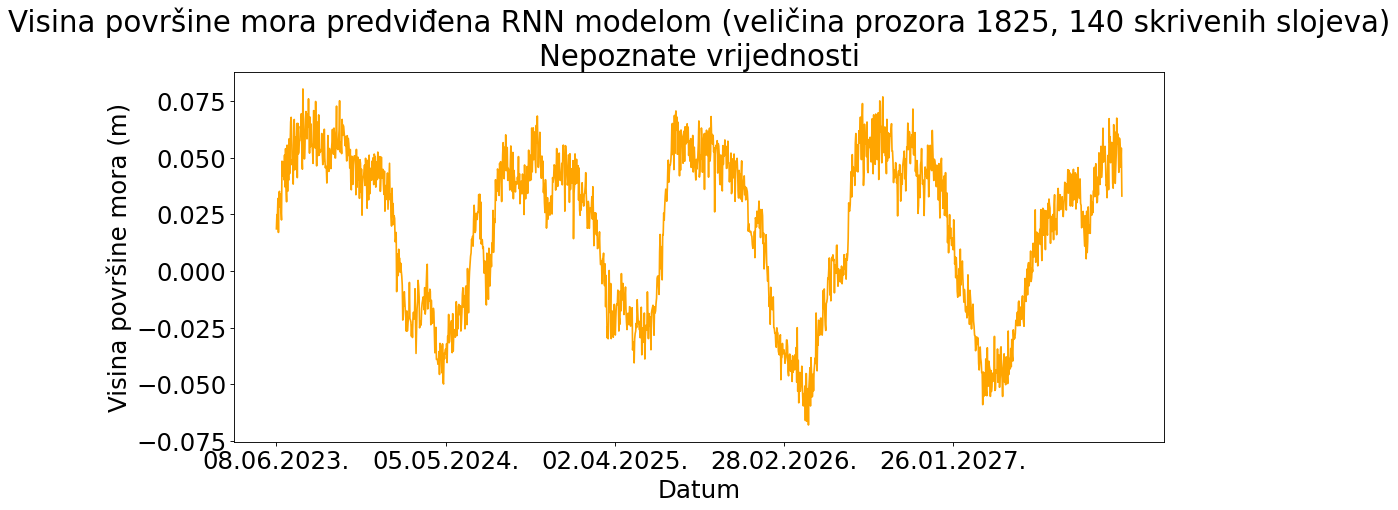 Visina površine mora predviđena RNN modelom (veličina prozora 1825, 140 skrivenih slojeva)
Nepoznate vrijednosti
Visina površine mora (m)
0.075
0.050
0.025
0.000
−0.025
−0.050
−0.075
08.06.2023. 05.05.2024. 02.04.2025. 28.02.2026. 26.01.2027.
Datum